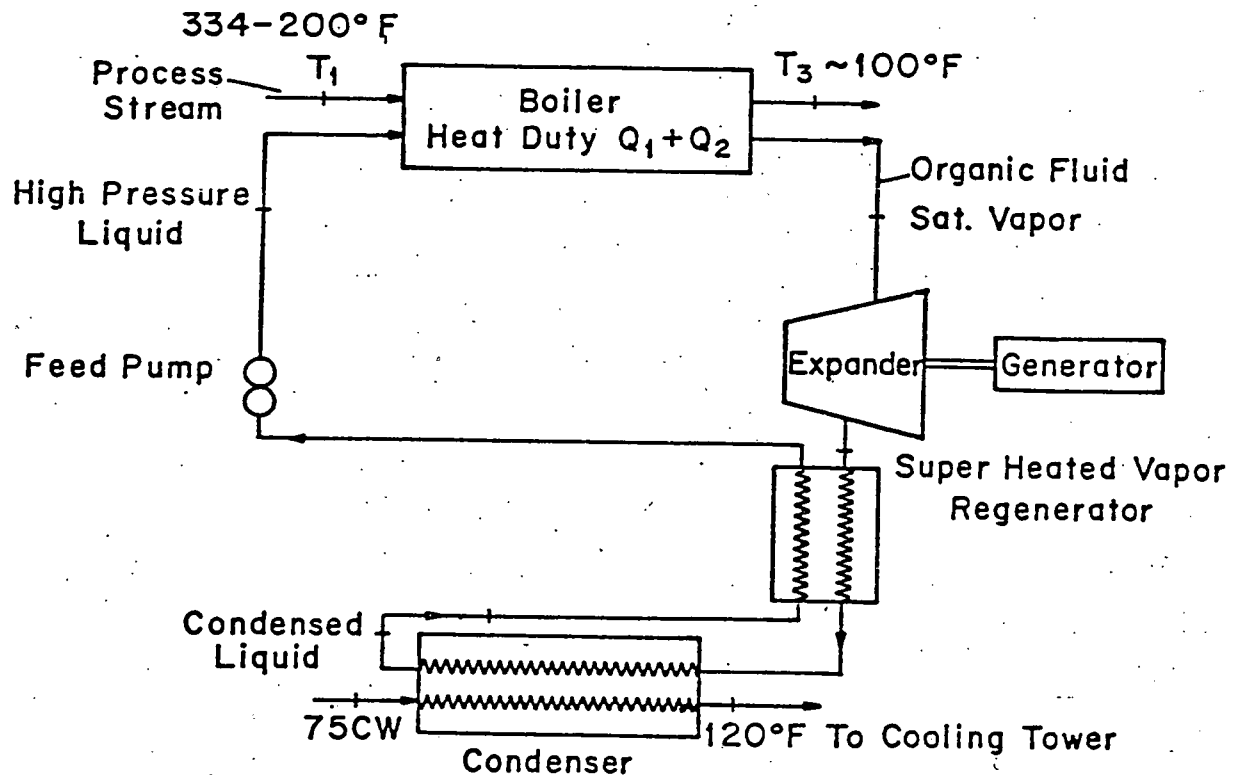 334-200°F
Process
Stream
T₁
T₃ ~100°F
Boiler
Heat Duty Q₁+Q₂
Organic Fluid
Sat. Vapor
High Pressure
Liquid
Feed Pump
Expander
Generator
Super Heated Vapor
Regenerator
Condensed
Liquid
75CW
120°F To Cooling Tower
Condenser